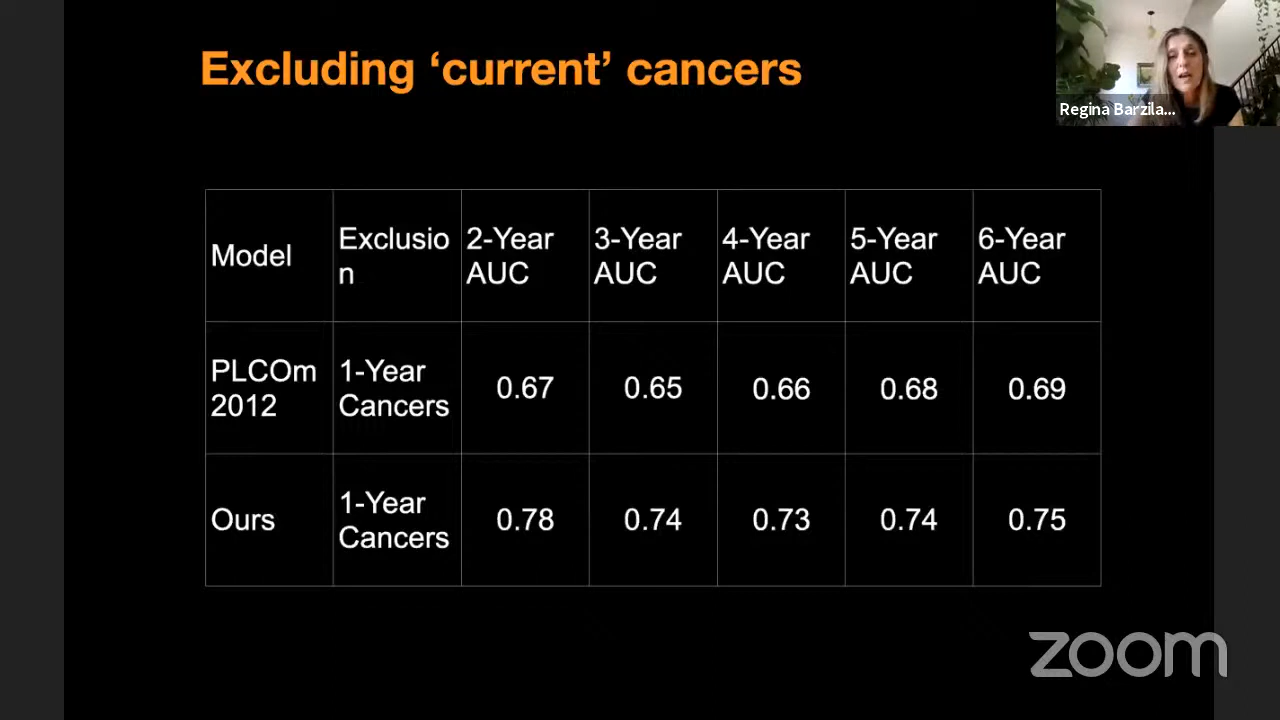 Excluding ‘current’ cancers
Regina Barzila...
Model
Exclusio
n
2-Year
AUC
3-Year
AUC
4-Year
AUC
5-Year
AUC
6-Year
AUC
PLCOm
2012
1-Year
Cancers
0.67
0.65
0.66
0.68
0.69
Ours
1-Year
Cancers
0.78
0.74
0.73
0.74
0.75
zoom